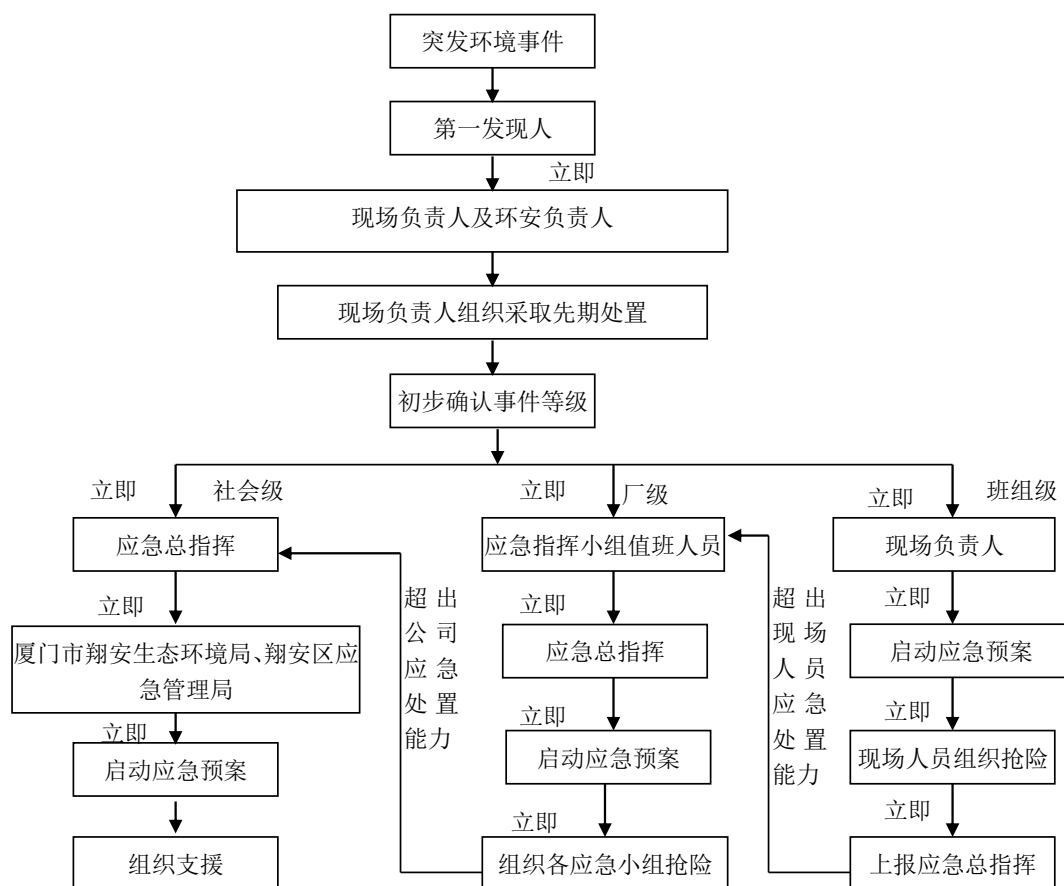 突发环境事件
第一发现人
立即
现场负责人及环安负责人
现场负责人组织采取先期处置
初步确认事件等级
立即
社会级
立即
厂级
立即
班组级
应急总指挥
应急指挥小组值班人员
现场负责人
立即
立即
立即
厦门市翔安生态环境局、翔安区应
急管理局
应急总指挥
启动应急预案
超出
公司
应急
处置
能力
超出
现场
人员
应急
处置
能力
立即
立即
立即
启动应急预案
启动应急预案
现场人员组织抢险
立即
立即
组织支援
组织各应急小组抢险
上报应急总指挥